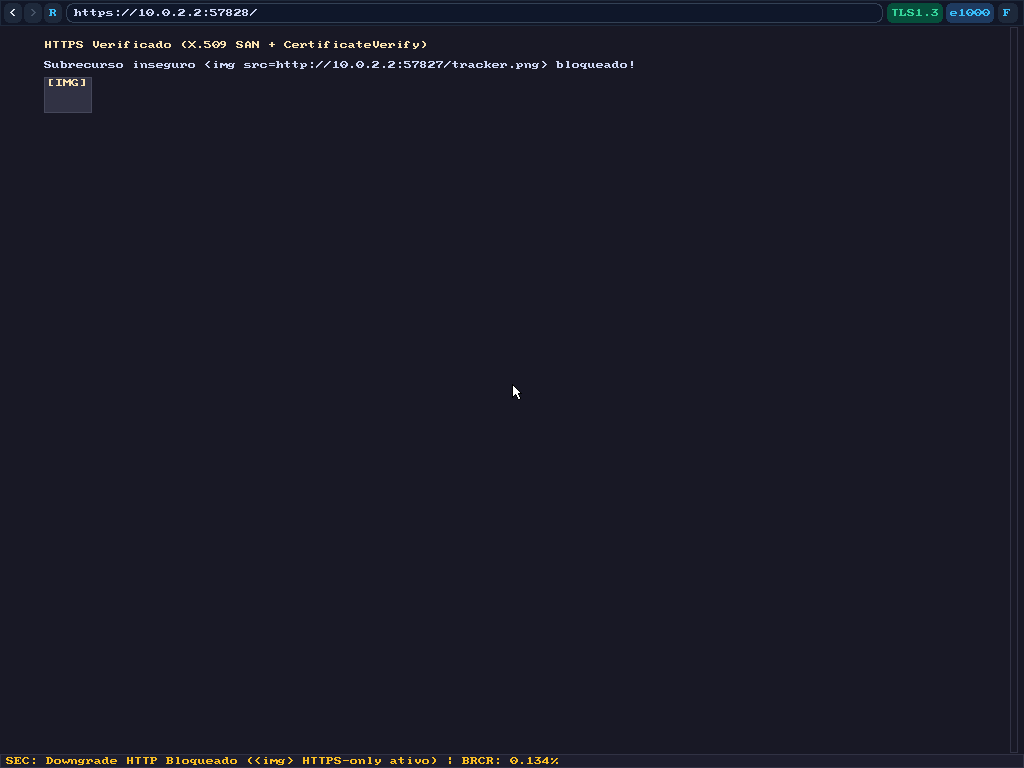 < > R https://10.0.2.2:57828/ TLS1.3 e1000 F
HTTPS Verificado (X.509 SAN + CertificateVerify)
Subrecurso inseguro <img src=http://10.0.2.2:57827/tracker.png> bloqueado!
[IMG]
SEC: Downgrade HTTP Bloqueado (<img> HTTPS-only ativo) ¦ BRCR: 0.134%